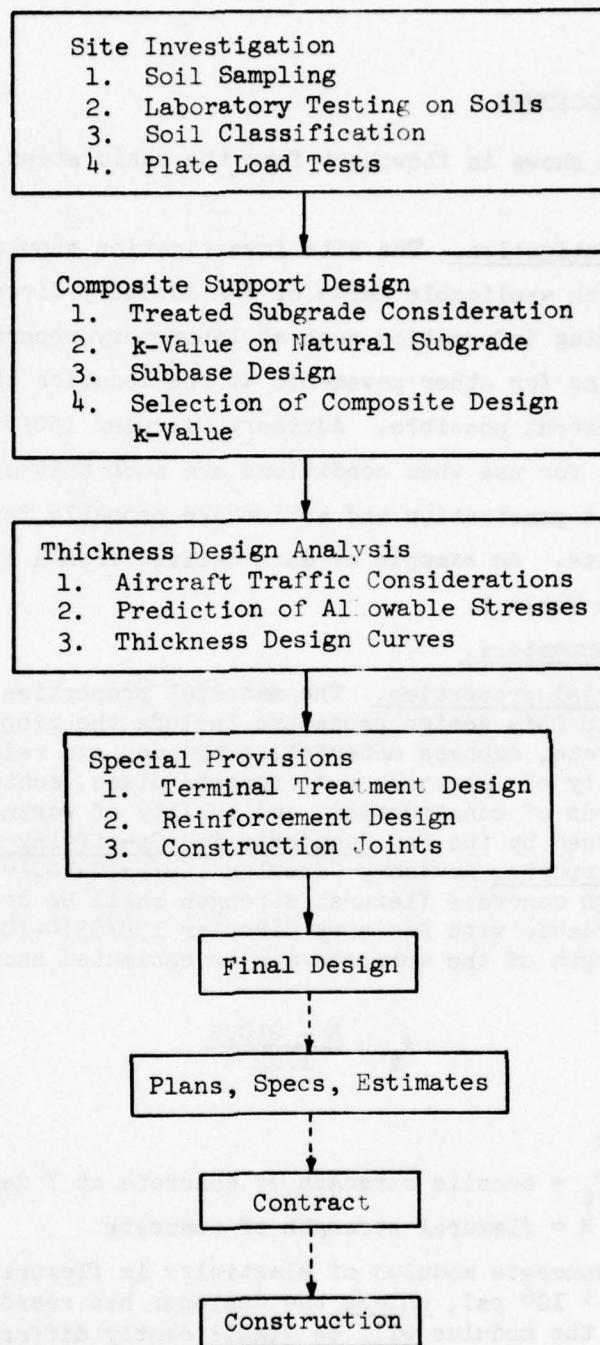 Site Investigation
1. Soil Sampling
2. Laboratory Testing on Soils
3. Soil Classification
4. Plate Load Tests
Composite Support Design
1. Treated Subgrade Consideration
2. k-Value on Natural Subgrade
3. Subbase Design
4. Selection of Composite Design
k-Value
Thickness Design Analysis
1. Aircraft Traffic Considerations
2. Prediction of Allowable Stresses
3. Thickness Design Curves
Special Provisions
1. Terminal Treatment Design
2. Reinforcement Design
3. Construction Joints
Final Design
Plans, Specs, Estimates
Contract
Construction